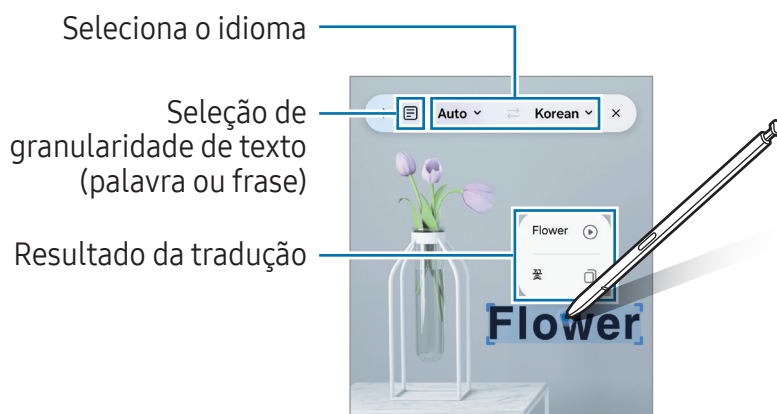 Seleciona o idioma
Seleção de
granularidade de texto
(palavra ou frase)
Resultado da tradução
Auto
Korean
Flower
꽃
Flower